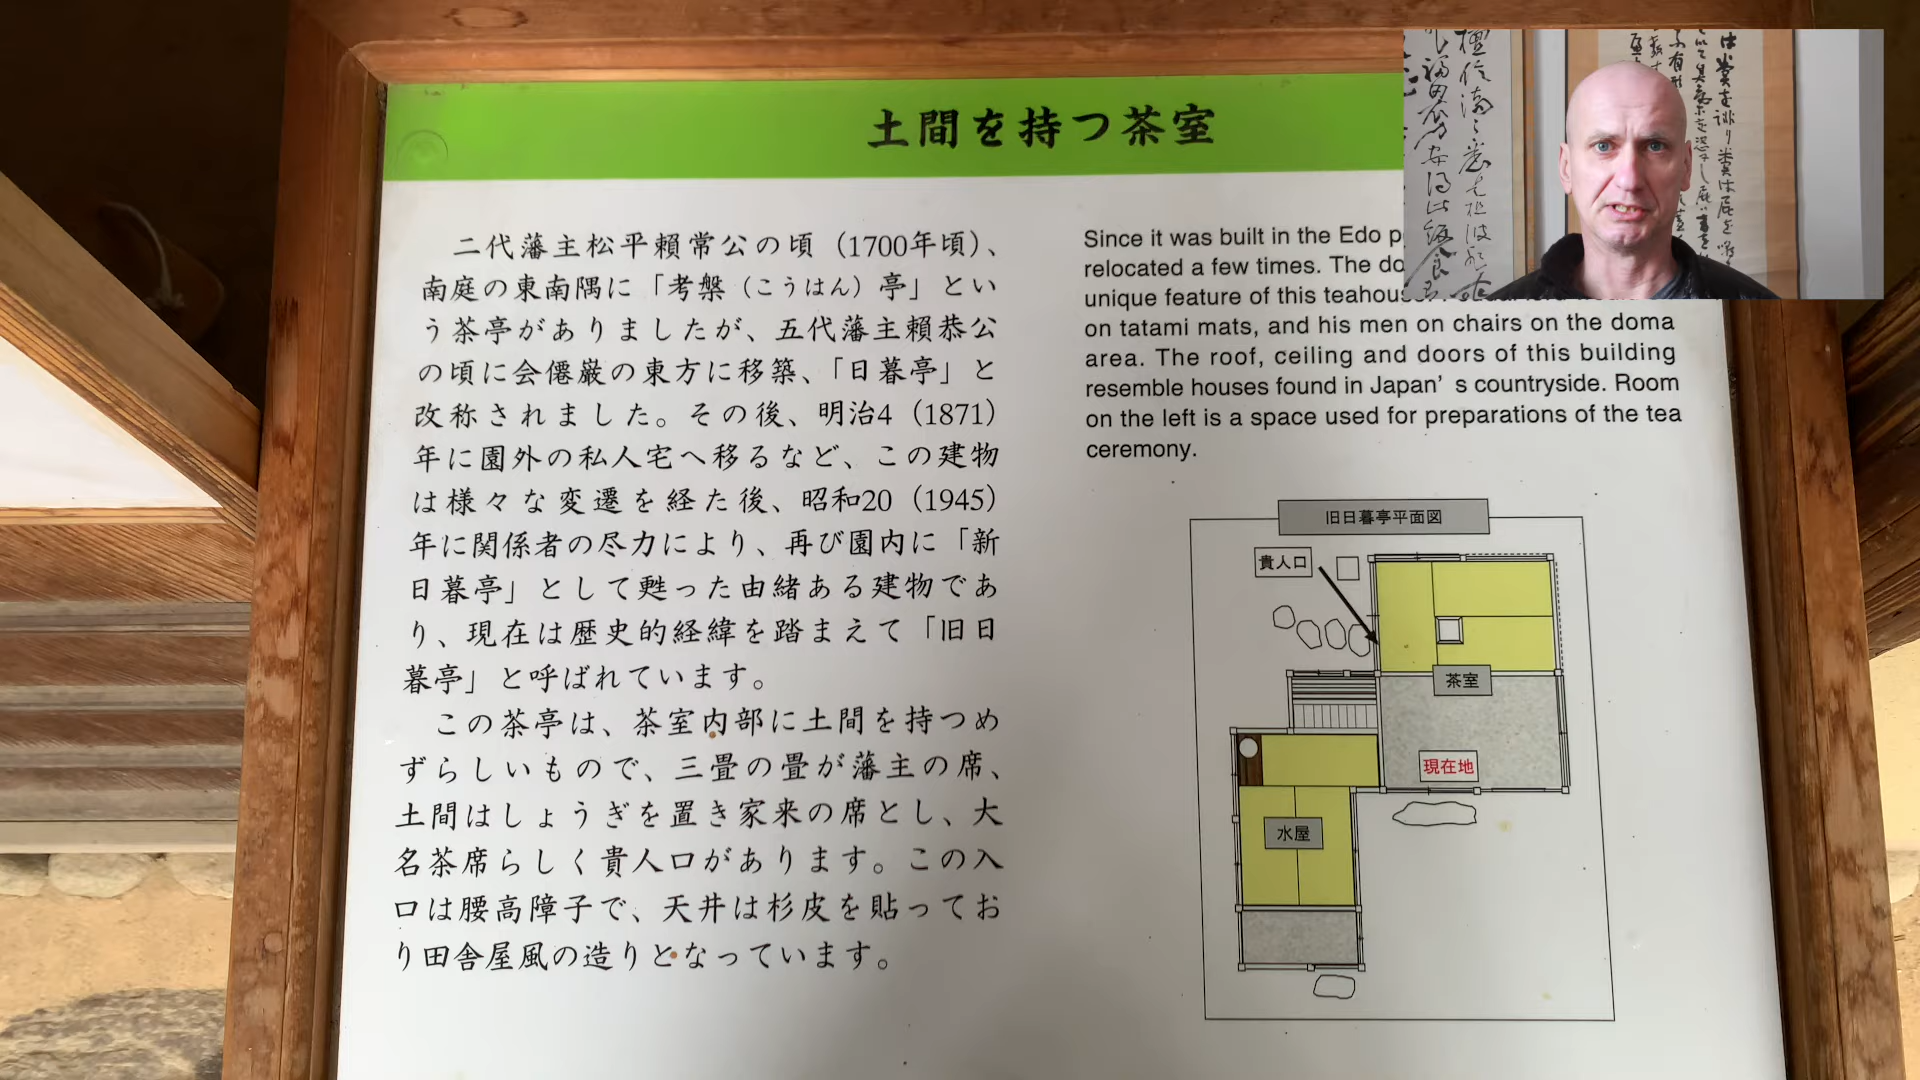 土間を持つ茶室
二代藩主松平頼常公の頃（1700年頃）、
南庭の東南隅に「考槃（こうはん）亭」とい
う茶亭がありましたが、五代藩主頼恭公
の頃に会僊巌の東方に移築、「日暮亭」と
改称されました。その後、明治4（1871）
年に園外の私人宅へ移るなど、この建物
は様々な変遷を経た後、昭和20（1945）
年に関係者の尽力により、再び園内に「新
日暮亭」として甦った由緒ある建物であ
り、現在は歴史的経緯を踏まえて「旧日
暮亭」と呼ばれています。
この茶亭は、茶室内部に土間を持つめ
ずらしいもので、三畳の畳が藩主の席、
土間はしょうぎを置き家来の席とし、大
名茶席らしく貴人口があります。この入
口は腰高障子で、天井は杉皮を貼ってお
り田舎屋風の造りとなっています。
Since it was built in the Edo
relocated a few times. The
unique feature of this
on tatami mats, and his men on chairs on the doma
area. The roof, ceiling and doors of this building
resemble houses found in Japan's countryside. Room
on the left is a space used for preparations of the tea
ceremony.
旧日暮亭平面図
貴人口
茶室
現在地
水屋